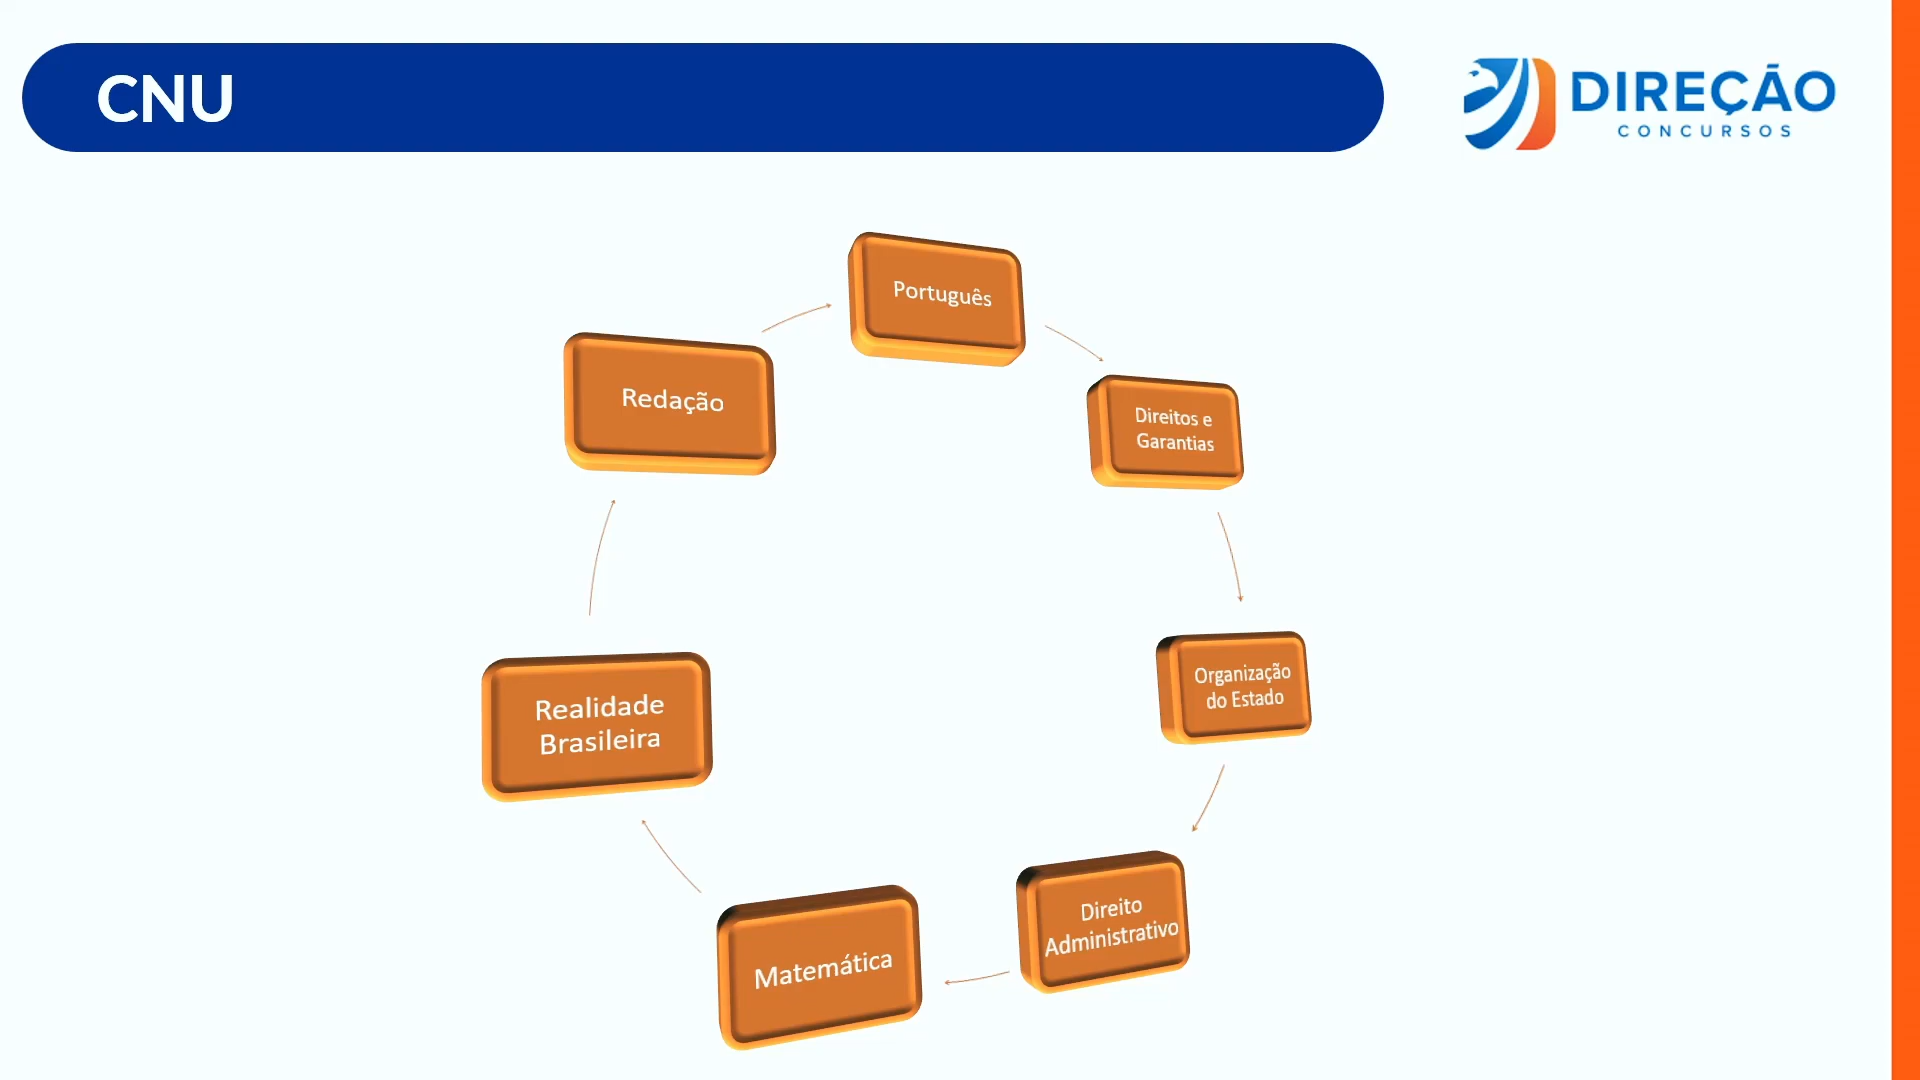 CNU
DIREÇÃO
CONCURSOS
Português
Direitos e
Garantias
Organização
do Estado
Direito
Administrativo
Matemática
Realidade
Brasileira
Redação